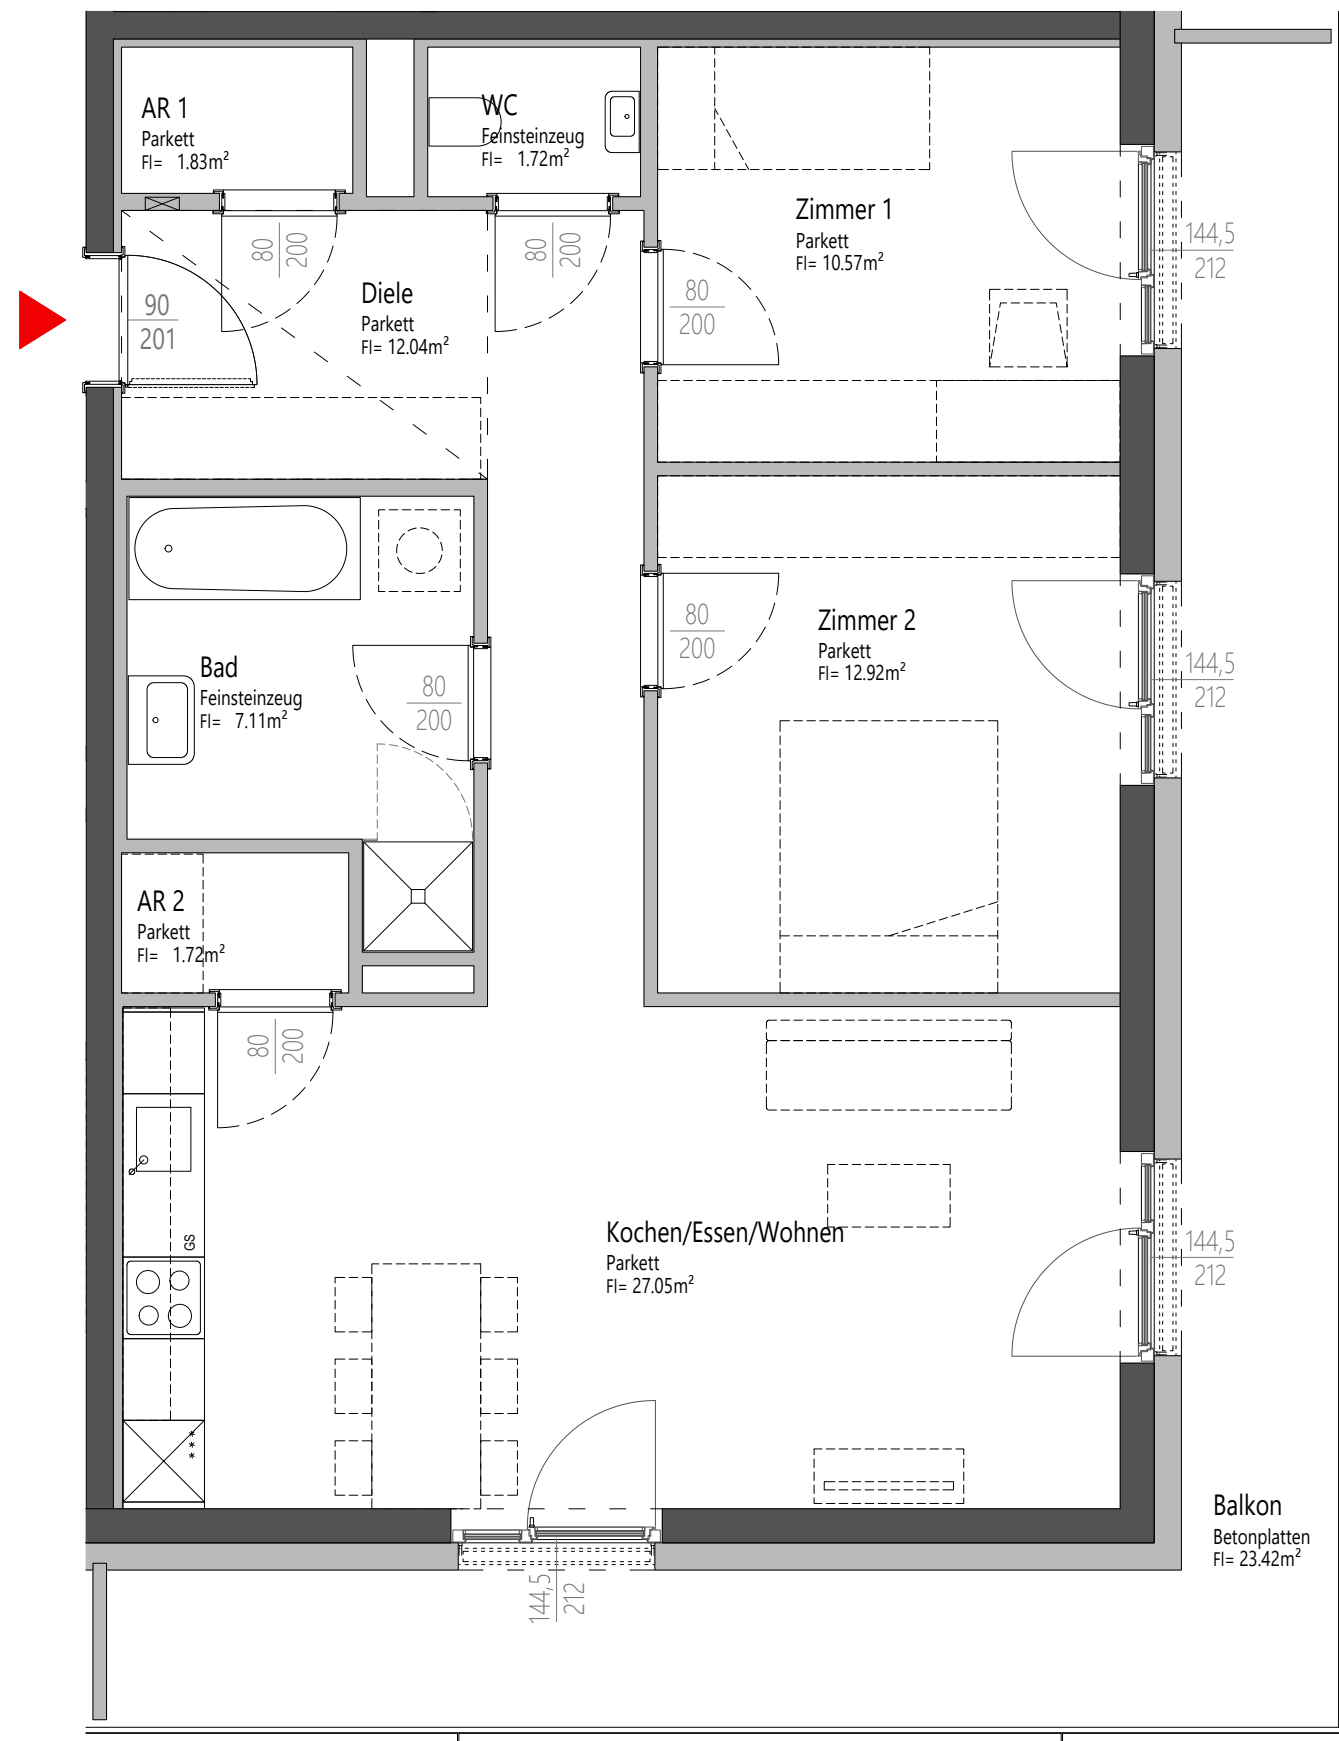 AR 1
Parkett
Fl= 1.83m²
WC
Feinsteinzeug
Fl= 1.72m²
Zimmer 1
Parkett
Fl= 10.57m²
144,5
212
80
200
80
200
Diele
Parkett
Fl= 12.04m²
90
201
80
200
Zimmer 2
Parkett
Fl= 12.92m²
80
200
144,5
212
Bad
Feinsteinzeug
Fl= 7.11m²
80
200
AR 2
Parkett
Fl= 1.72m²
80
200
GS
Kochen/Essen/Wohnen
Parkett
Fl= 27.05m²
144,5
212
***
Balkon
Betonplatten
Fl= 23.42m²
144,5
212